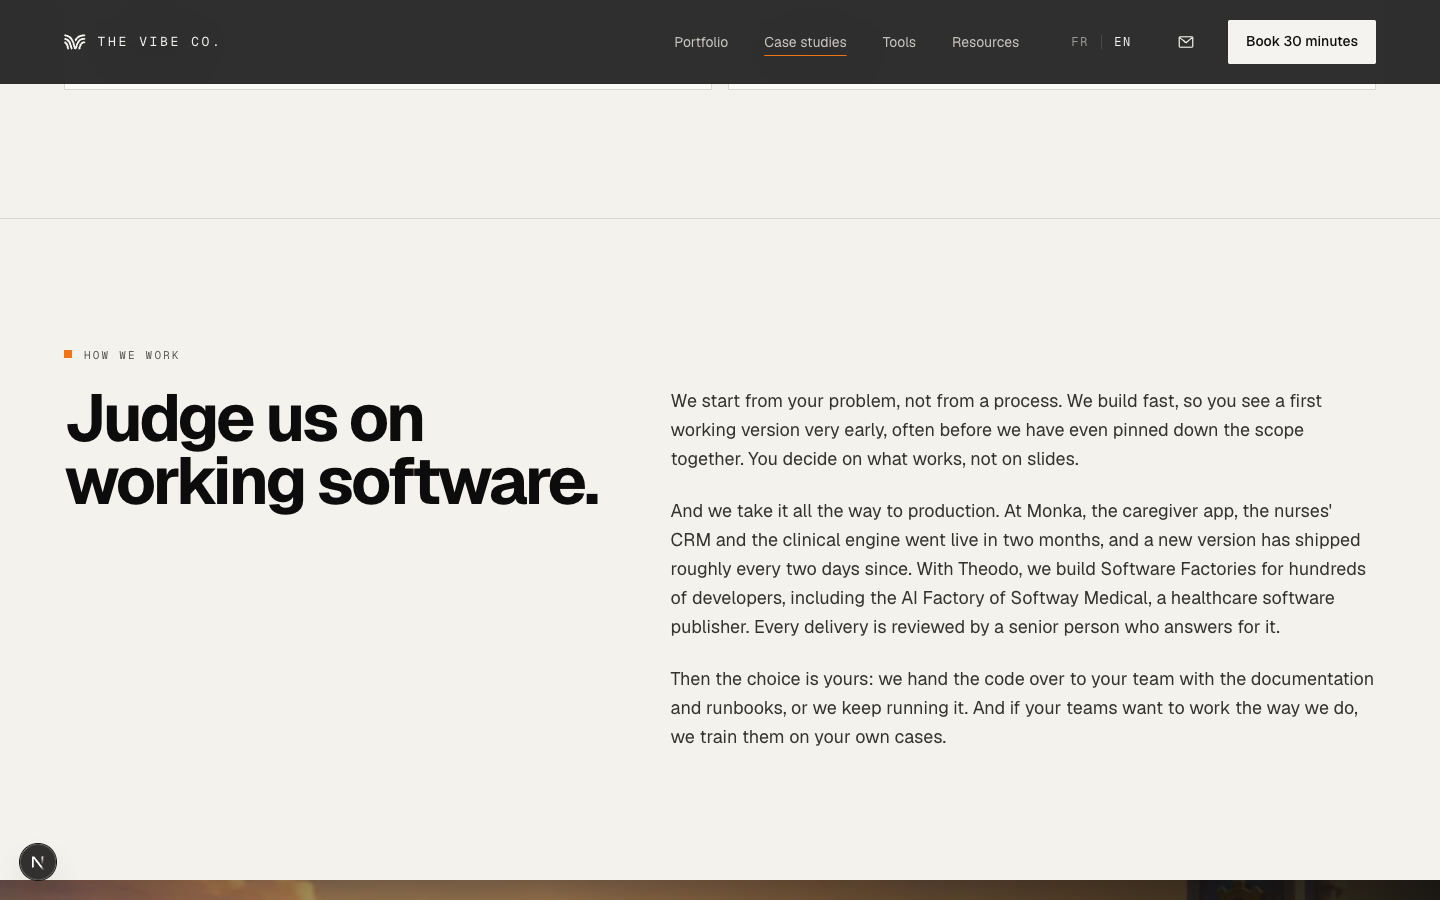 THE VIBE CO.
Portfolio
Case studies
Tools
Resources
FR
EN
Book 30 minutes
HOW WE WORK
Judge us on
working software.
We start from your problem, not from a process. We build fast, so you see a first
working version very early, often before we have even pinned down the scope
together. You decide on what works, not on slides.
And we take it all the way to production. At Monka, the caregiver app, the nurses'
CRM and the clinical engine went live in two months, and a new version has shipped
roughly every two days since. With Theodo, we build Software Factories for hundreds
of developers, including the AI Factory of Softway Medical, a healthcare software
publisher. Every delivery is reviewed by a senior person who answers for it.
Then the choice is yours: we hand the code over to your team with the documentation
and runbooks, or we keep running it. And if your teams want to work the way we do,
we train them on your own cases.
N